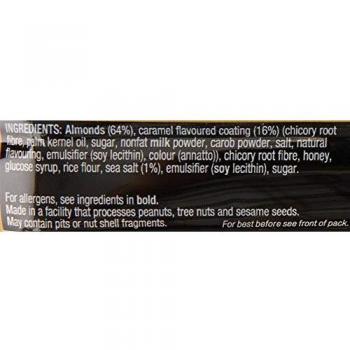 INGREDIENTS: Almonds (64%), caramel flavoured coating (16%) (chicory root
fibre, palm kernel oil, sugar, nonfat milk powder, carob powder, salt, natural
flavouring, emulsifier (soy lecithin), colour (annatto)), chicory root fibre, honey,
glucose syrup, rice flour, sea salt (1%), emulsifier (soy lecithin), sugar.
For allergens, see ingredients in bold.
Made in a facility that processes peanuts, tree nuts and sesame seeds.
May contain pits or nut shell fragments.
For best before see front of pack.